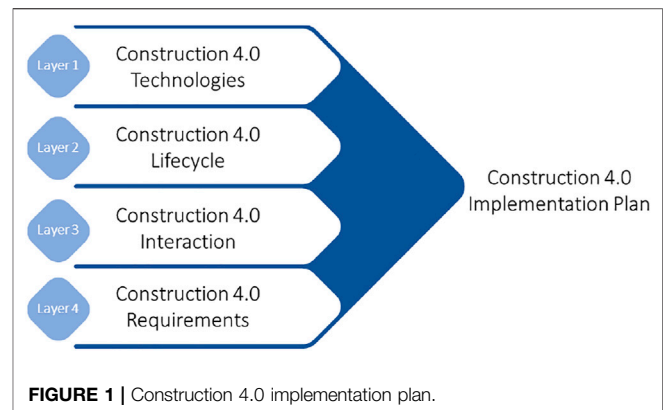 Layer 1
Construction 4.0
Technologies
Layer 2
Construction 4.0
Lifecycle
Layer 3
Construction 4.0
Interaction
Layer 4
Construction 4.0
Requirements
Construction 4.0
Implementation Plan
FIGURE 1 | Construction 4.0 implementation plan.